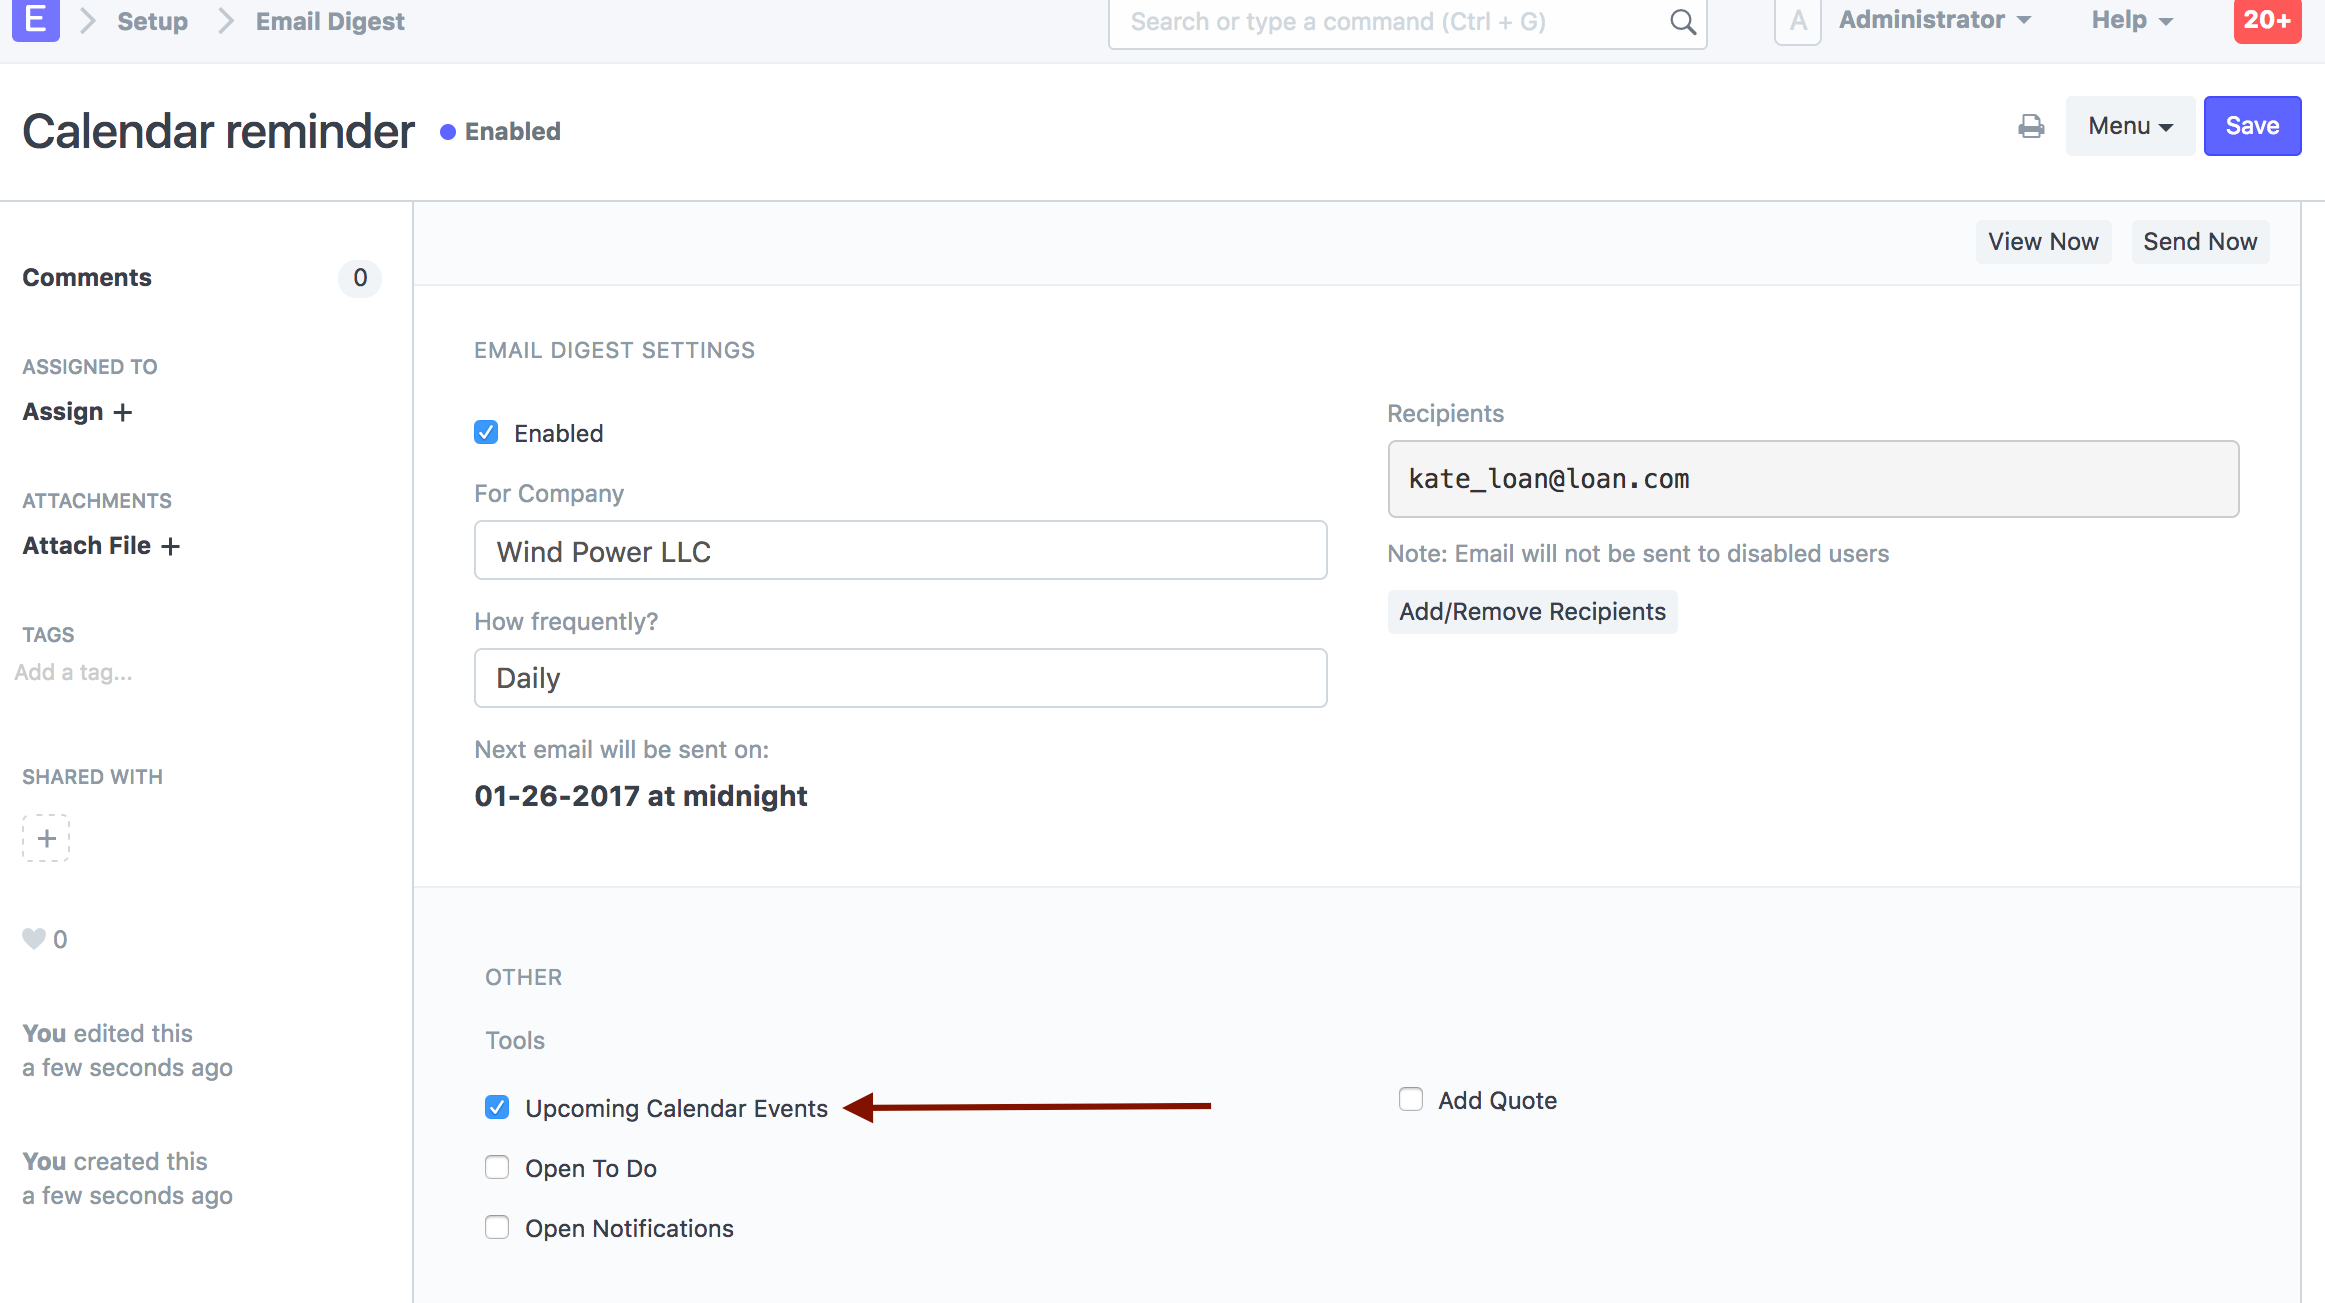 E Setup Email Digest Search or type a command (Ctrl + G) A Administrator Help 20+
Calendar reminder Enabled Menu Save
View Now Send Now
Comments 0
ASSIGNED TO
Assign +
ATTACHMENTS
Attach File +
TAGS
Add a tag...
SHARED WITH
+
0
You edited this
a few seconds ago
You created this
a few seconds ago
EMAIL DIGEST SETTINGS
Enabled
For Company
Wind Power LLC
How frequently?
Daily
Next email will be sent on:
01-26-2017 at midnight
Recipients
kate_loan@loan.com
Note: Email will not be sent to disabled users
Add/Remove Recipients
OTHER
Tools
Upcoming Calendar Events
Open To Do
Open Notifications
Add Quote